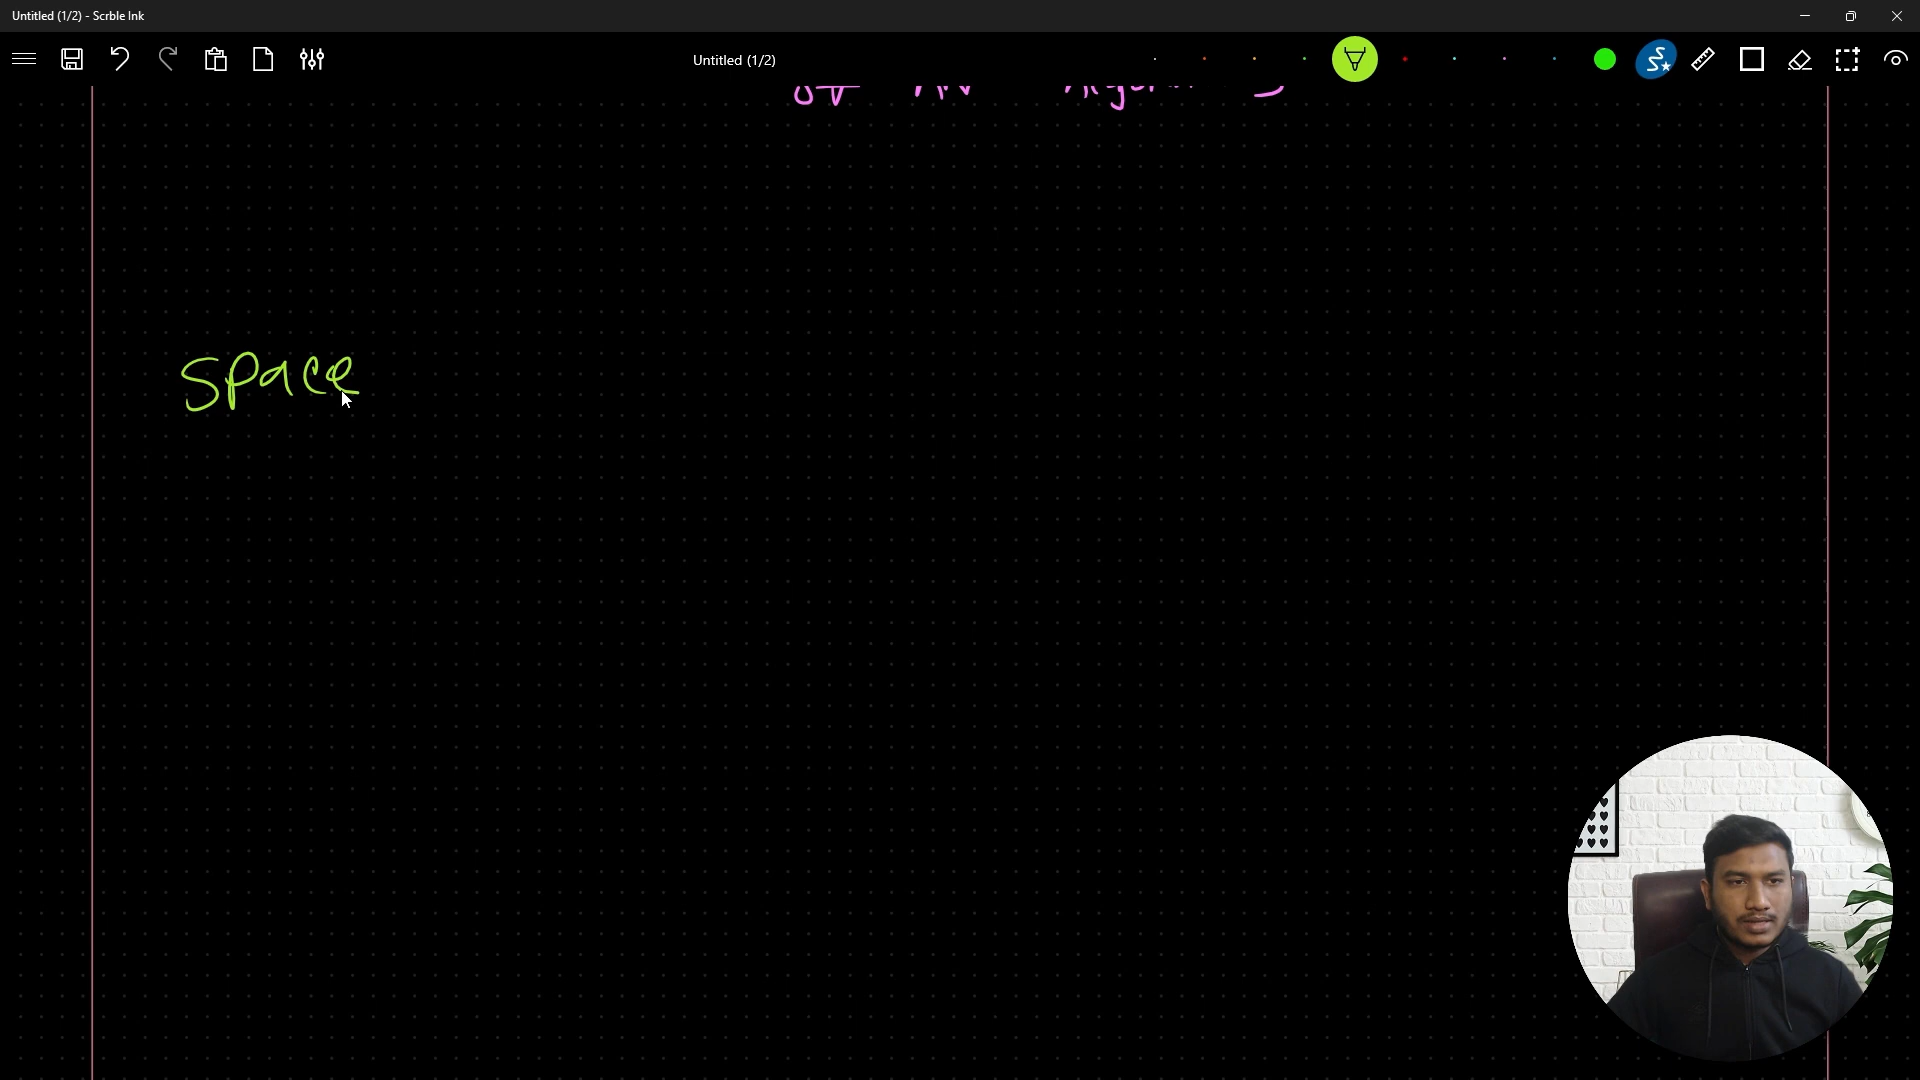 Untitled (1/2) - Scrble Ink
Untitled (1/2)
space